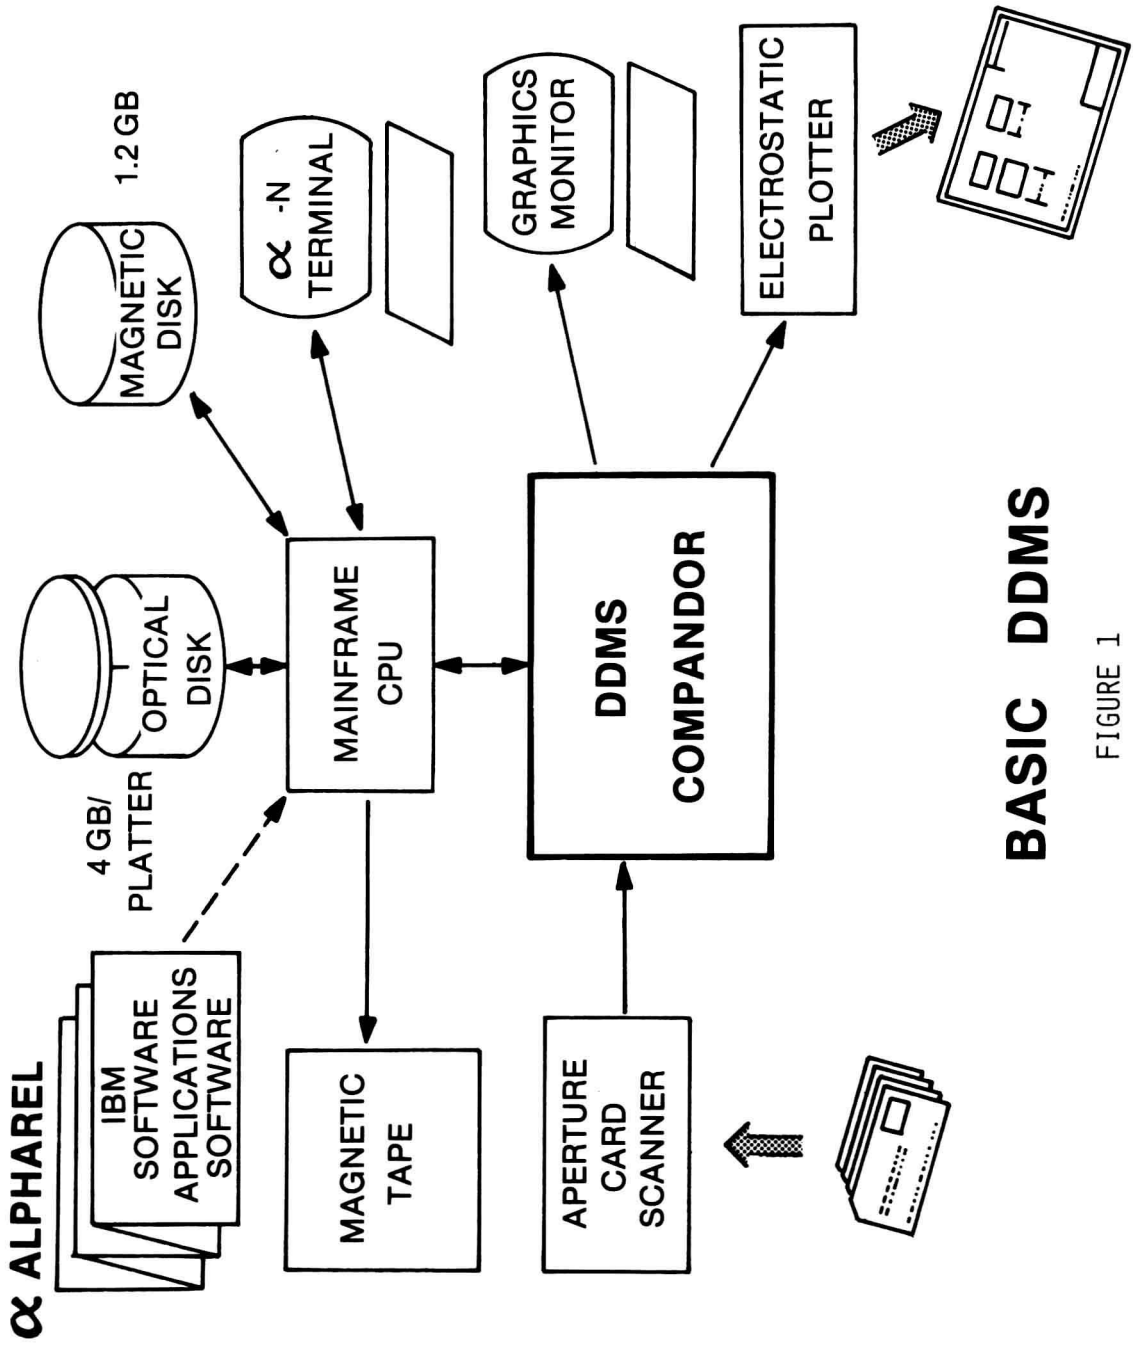 α ALPHAREL
IBM
SOFTWARE
APPLICATIONS
SOFTWARE
4 GB/
PLATTER
OPTICAL
DISK
MAGNETIC
DISK
1.2 GB
MAGNETIC
TAPE
MAINFRAME
CPU
α -N
TERMINAL
APERTURE
CARD
SCANNER
DDMS
COMPANDOR
GRAPHICS
MONITOR
ELECTROSTATIC
PLOTTER
BASIC DDMS
FIGURE 1